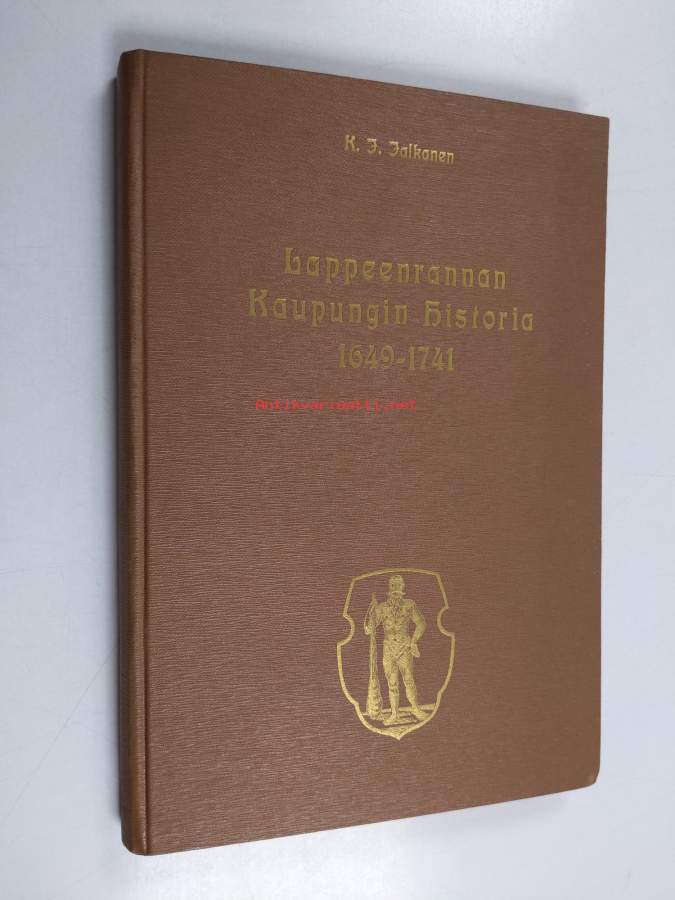 K. J. Jalkanen
Lappeenrannan
Kaupungin Historia
1649-1741
Antikvariaatti.net